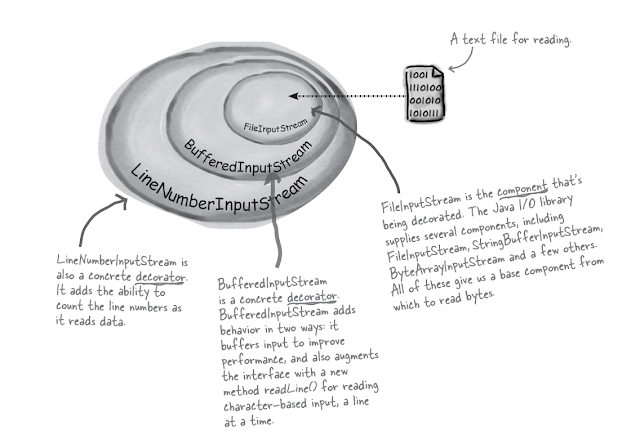 A text file for reading.
1001
1110100
001010
1010111
FileInputStream
BufferedInputStream
LineNumberInputStream
FileInputStream is the component that's
being decorated. The Java I/O library
supplies several components, including
FileInputStream, StringBufferInputStream,
ByteArrayInputStream and a few others.
All of these give us a base component from
which to read bytes.
LineNumberInputStream is
also a concrete decorator.
It adds the ability to
count the line numbers as
it reads data.
BufferedInputStream
is a concrete decorator.
BufferedInputStream adds
behavior in two ways: it
buffers input to improve
performance, and also augments
the interface with a new
method readLine() for reading
character-based input, a line
at a time.